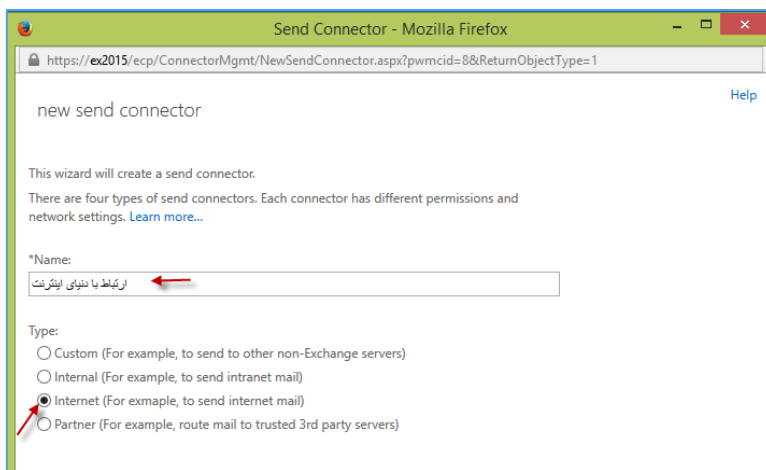 Send Connector - Mozilla Firefox
https://ex2015/ecp/ConnectorMgmt/NewSendConnector.aspx?pwmcid=8&ReturnObjectType=1
Help
new send connector
This wizard will create a send connector.
There are four types of send connectors. Each connector has different permissions and
network settings. Learn more...
*Name:
ارتباط با دنیای اینترنت
Type:
Custom (For example, to send to other non-Exchange servers)
Internal (For example, to send intranet mail)
Internet (For exmaple, to send internet mail)
Partner (For example, route mail to trusted 3rd party servers)